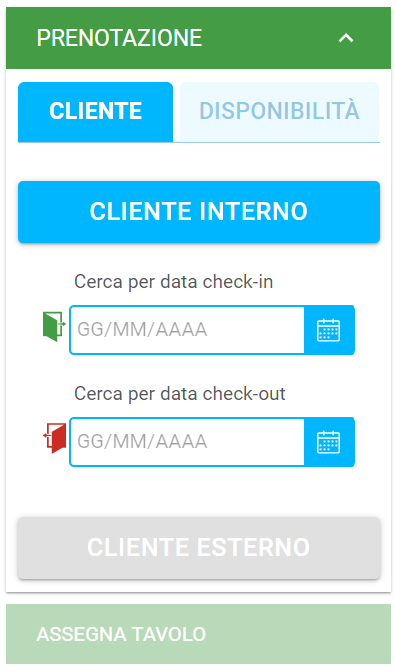 PRENOTAZIONE
CLIENTE DISPONIBILITÀ
CLIENTE INTERNO
Cerca per data check-in
GG/MM/AAAA
Cerca per data check-out
GG/MM/AAAA
CLIENTE ESTERNO
ASSEGNA TAVOLO